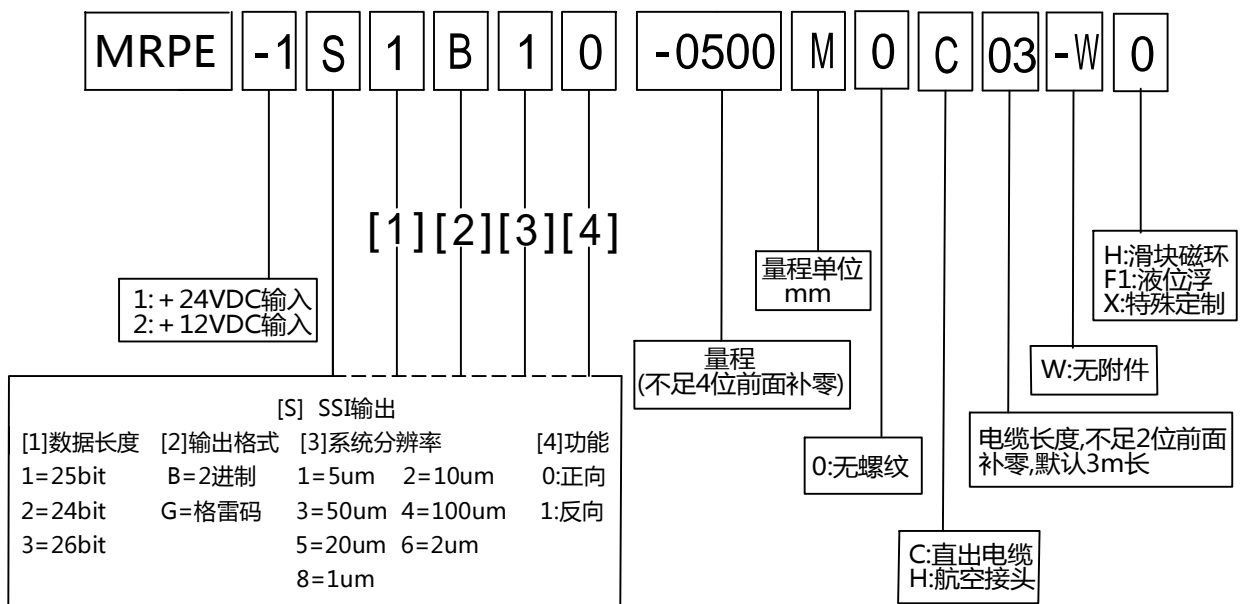 MRPE -1 S 1 B 1 0 -0500 M 0 C 03 -W 0
[1] [2] [3] [4]
1:+24VDC输入
2:+12VDC输入
量程单位
mm
H:滑块磁环
F1:液位浮
X:特殊定制
量程
(不足4位前面补零)
W:无附件
0:无螺纹
电缆长度,不足2位前面
补零,默认3m长
C:直出电缆
H:航空接头
[S] SSI输出
[1]数据长度 [2]输出格式 [3]系统分辨率 [4]功能
1=25bit B=2进制 1=5um 2=10um 0:正向
2=24bit G=格雷码 3=50um 4=100um 1:反向
3=26bit 5=20um 6=2um
8=1um